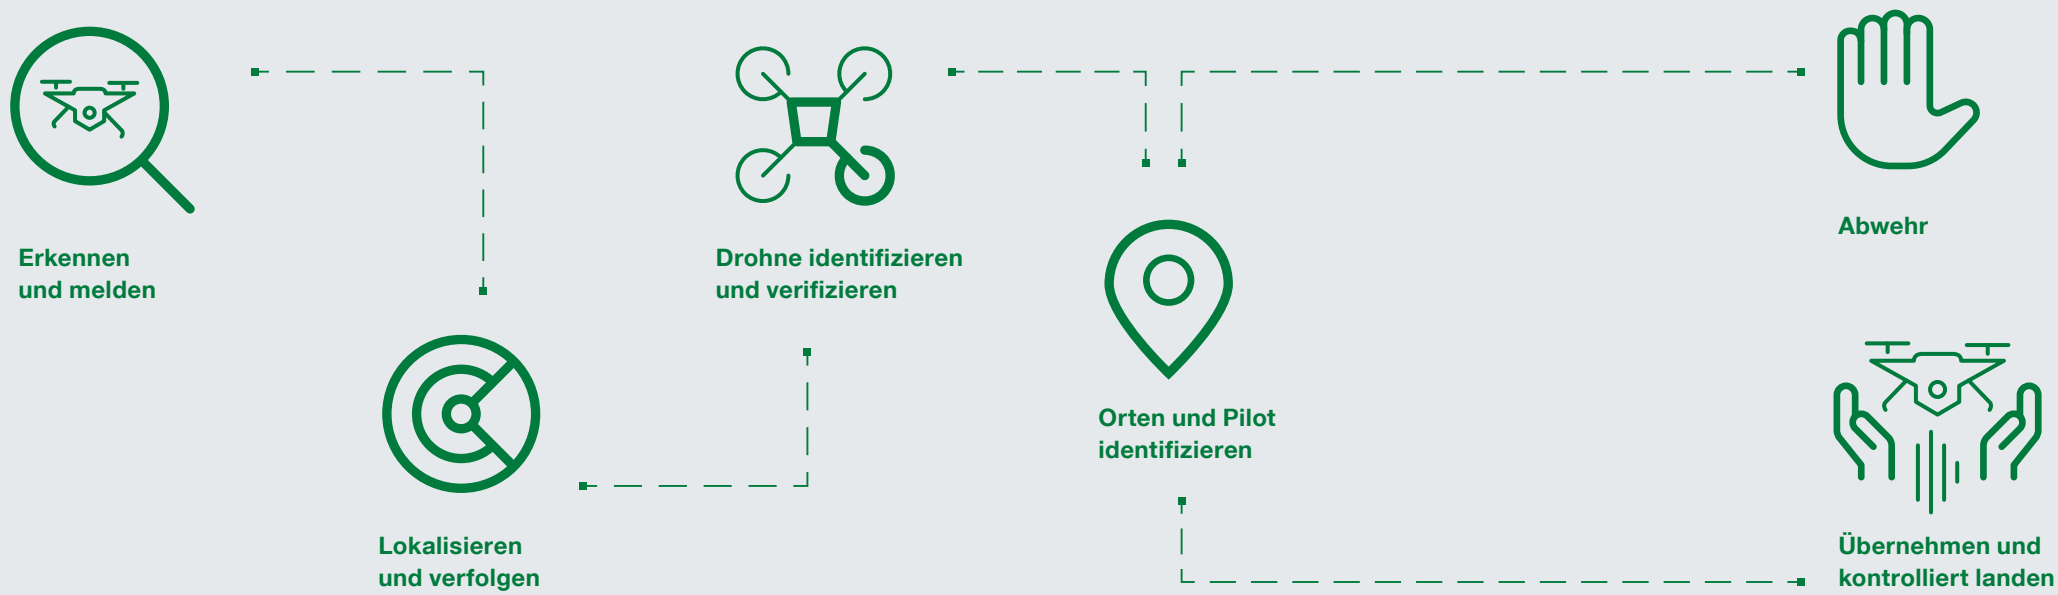 Erkennen
und melden
Lokalisieren
und verfolgen
Drohne identifizieren
und verifizieren
Orten und Pilot
identifizieren
Abwehr
Übernehmen und
kontrolliert landen